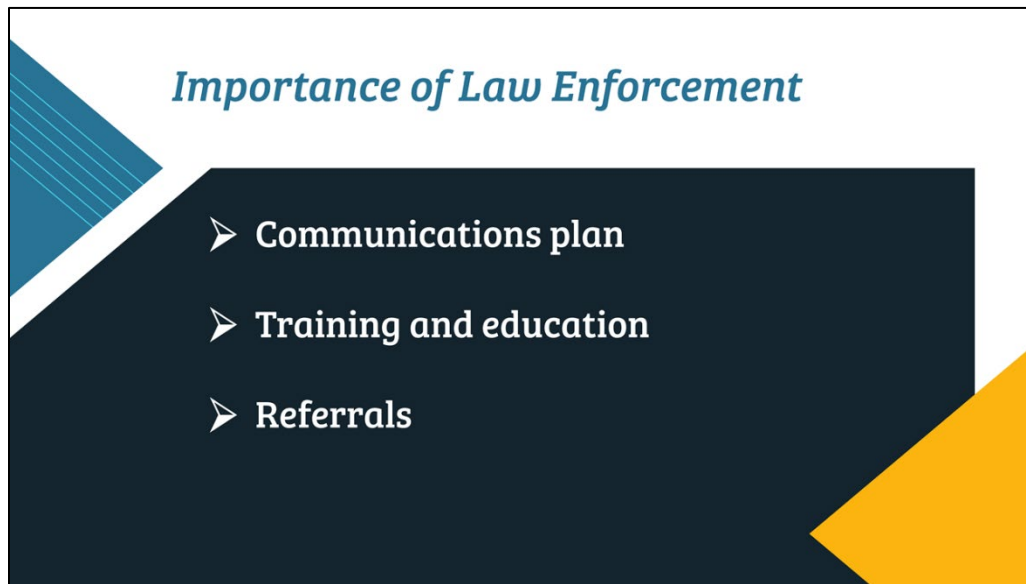 Importance of Law Enforcement
➢ Communications plan
➢ Training and education
➢ Referrals